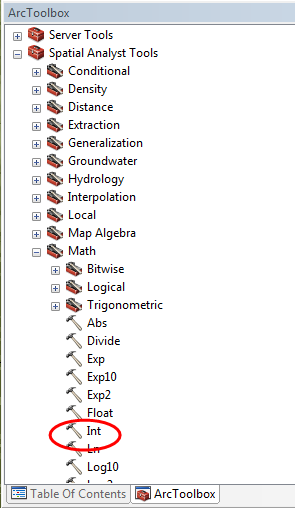 ArcToolbox
Server Tools
Spatial Analyst Tools
Conditional
Density
Distance
Extraction
Generalization
Groundwater
Hydrology
Interpolation
Local
Map Algebra
Math
Bitwise
Logical
Trigonometric
Abs
Divide
Exp
Exp10
Exp2
Float
Int
Ln
Log10
Table Of Contents ArcToolbox